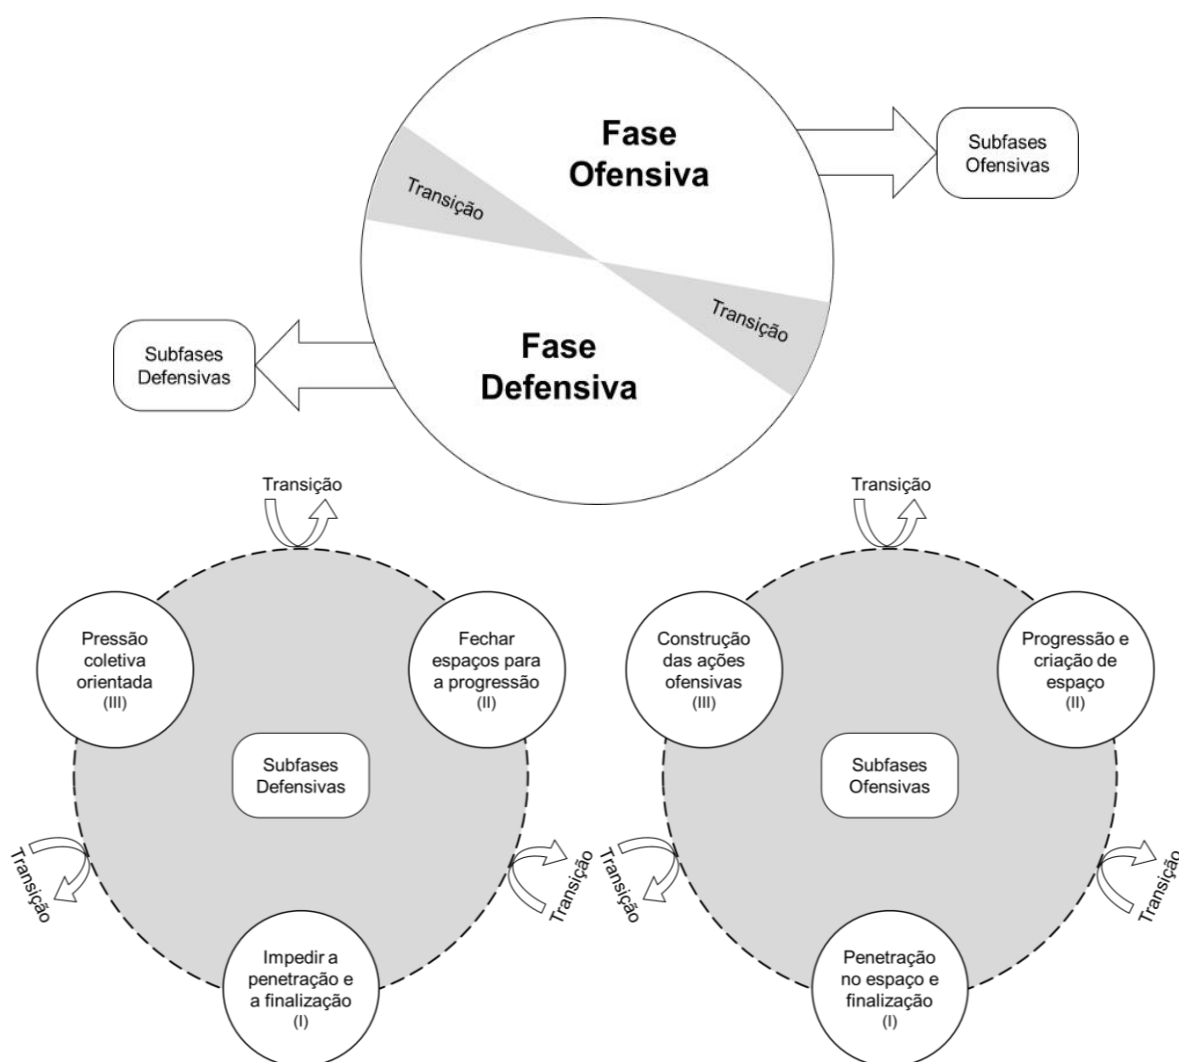 Fase
Ofensiva
Subfases
Ofensivas
Transição
Transição
Fase
Defensiva
Subfases
Defensivas
Transição
Pressão
coletiva
orientada
(III)
Fechar
espaços para
a progressão
(II)
Subfases
Defensivas
Transição
Transição
Impedir a
penetração e
a finalização
(I)
Transição
Construção
das ações
ofensivas
(III)
Progressão e
criação de
espaço
(II)
Subfases
Ofensivas
Transição
Transição
Penetração
no espaço e
finalização
(I)